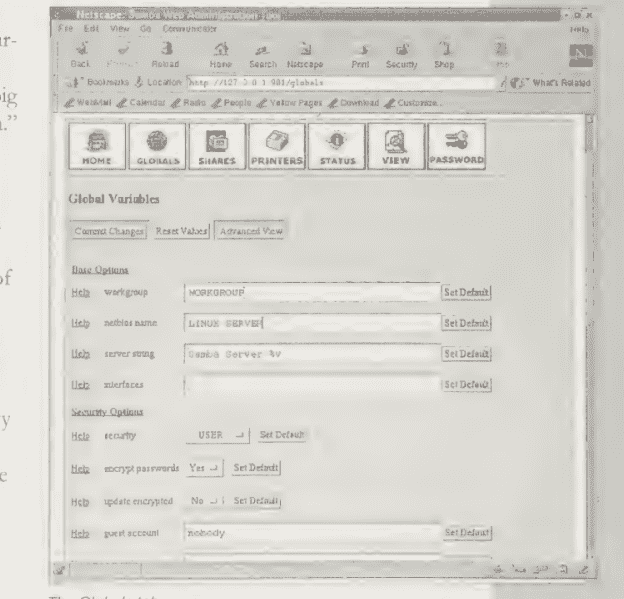 Netscape: Samba Web Administration Tool
File Edit View Go Communicator Help
Back Reload Home Search Netscape Print Security Shop
Bookmarks Location http://127.0.0.1:901/globals What's Related
WebMail Calendar Radio People Yellow Pages Download Customize...
HOME GLOBALS SHARES PRINTERS STATUS VIEW PASSWORD
Global Variables
Current Changes Reset Values Advanced View
Base Options
Help workgroup WORKGROUP Set Default
Help netbios name LINUX SERVER Set Default
Help server string Samba Server %v Set Default
Help interfaces Set Default
Security Options
Help security USER Set Default
Help encrypt passwords Yes Set Default
Help update encrypted No Set Default
Help guest account nobody Set Default
ur-
big
."
of
y
e